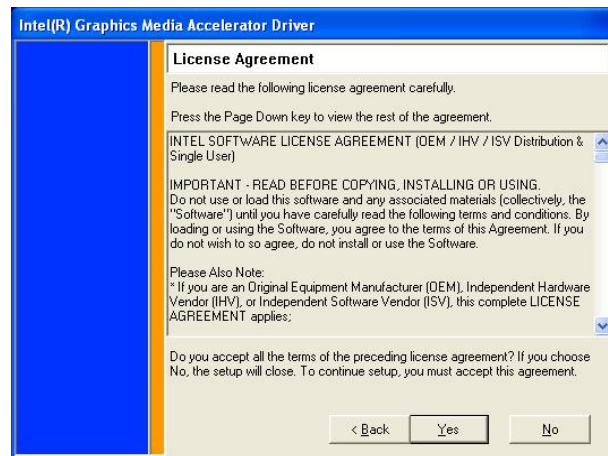 Intel(R) Graphics Media Accelerator Driver
License Agreement
Please read the following license agreement carefully.
Press the Page Down key to view the rest of the agreement.
INTEL SOFTWARE LICENSE AGREEMENT (OEM / IHV / ISV Distribution &
Single User)
IMPORTANT - READ BEFORE COPYING, INSTALLING OR USING.
Do not use or load this software and any associated materials (collectively, the
"Software") until you have carefully read the following terms and conditions. By
loading or using the Software, you agree to the terms of this Agreement. If you
do not wish to so agree, do not install or use the Software.
Please Also Note:
* If you are an Original Equipment Manufacturer (OEM), Independent Hardware
Vendor (IHV), or Independent Software Vendor (ISV), this complete LICENSE
AGREEMENT applies;
Do you accept all the terms of the preceding license agreement? If you choose
No, the setup will close. To continue setup, you must accept this agreement.
< Back Yes No